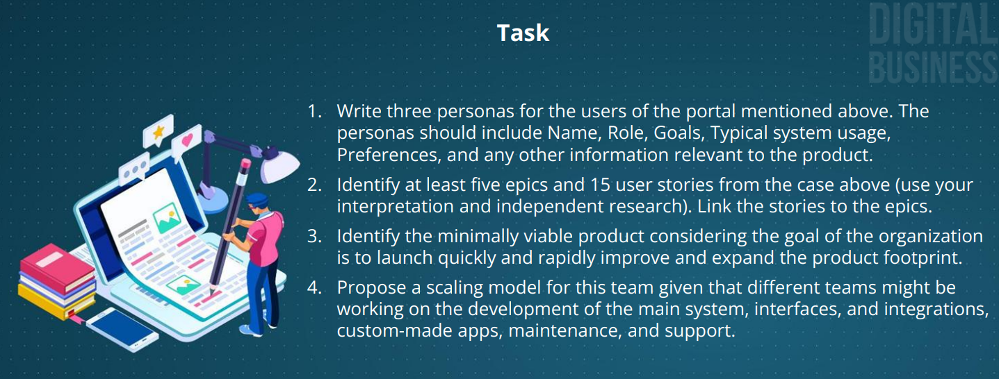 DIGITAL
BUSINESS
Task
1. Write three personas for the users of the portal mentioned above. The
personas should include Name, Role, Goals, Typical system usage,
Preferences, and any other information relevant to the product.
2. Identify at least five epics and 15 user stories from the case above (use your
interpretation and independent research). Link the stories to the epics.
3. Identify the minimally viable product considering the goal of the organization
is to launch quickly and rapidly improve and expand the product footprint.
4. Propose a scaling model for this team given that different teams might be
working on the development of the main system, interfaces, and integrations,
custom-made apps, maintenance, and support.